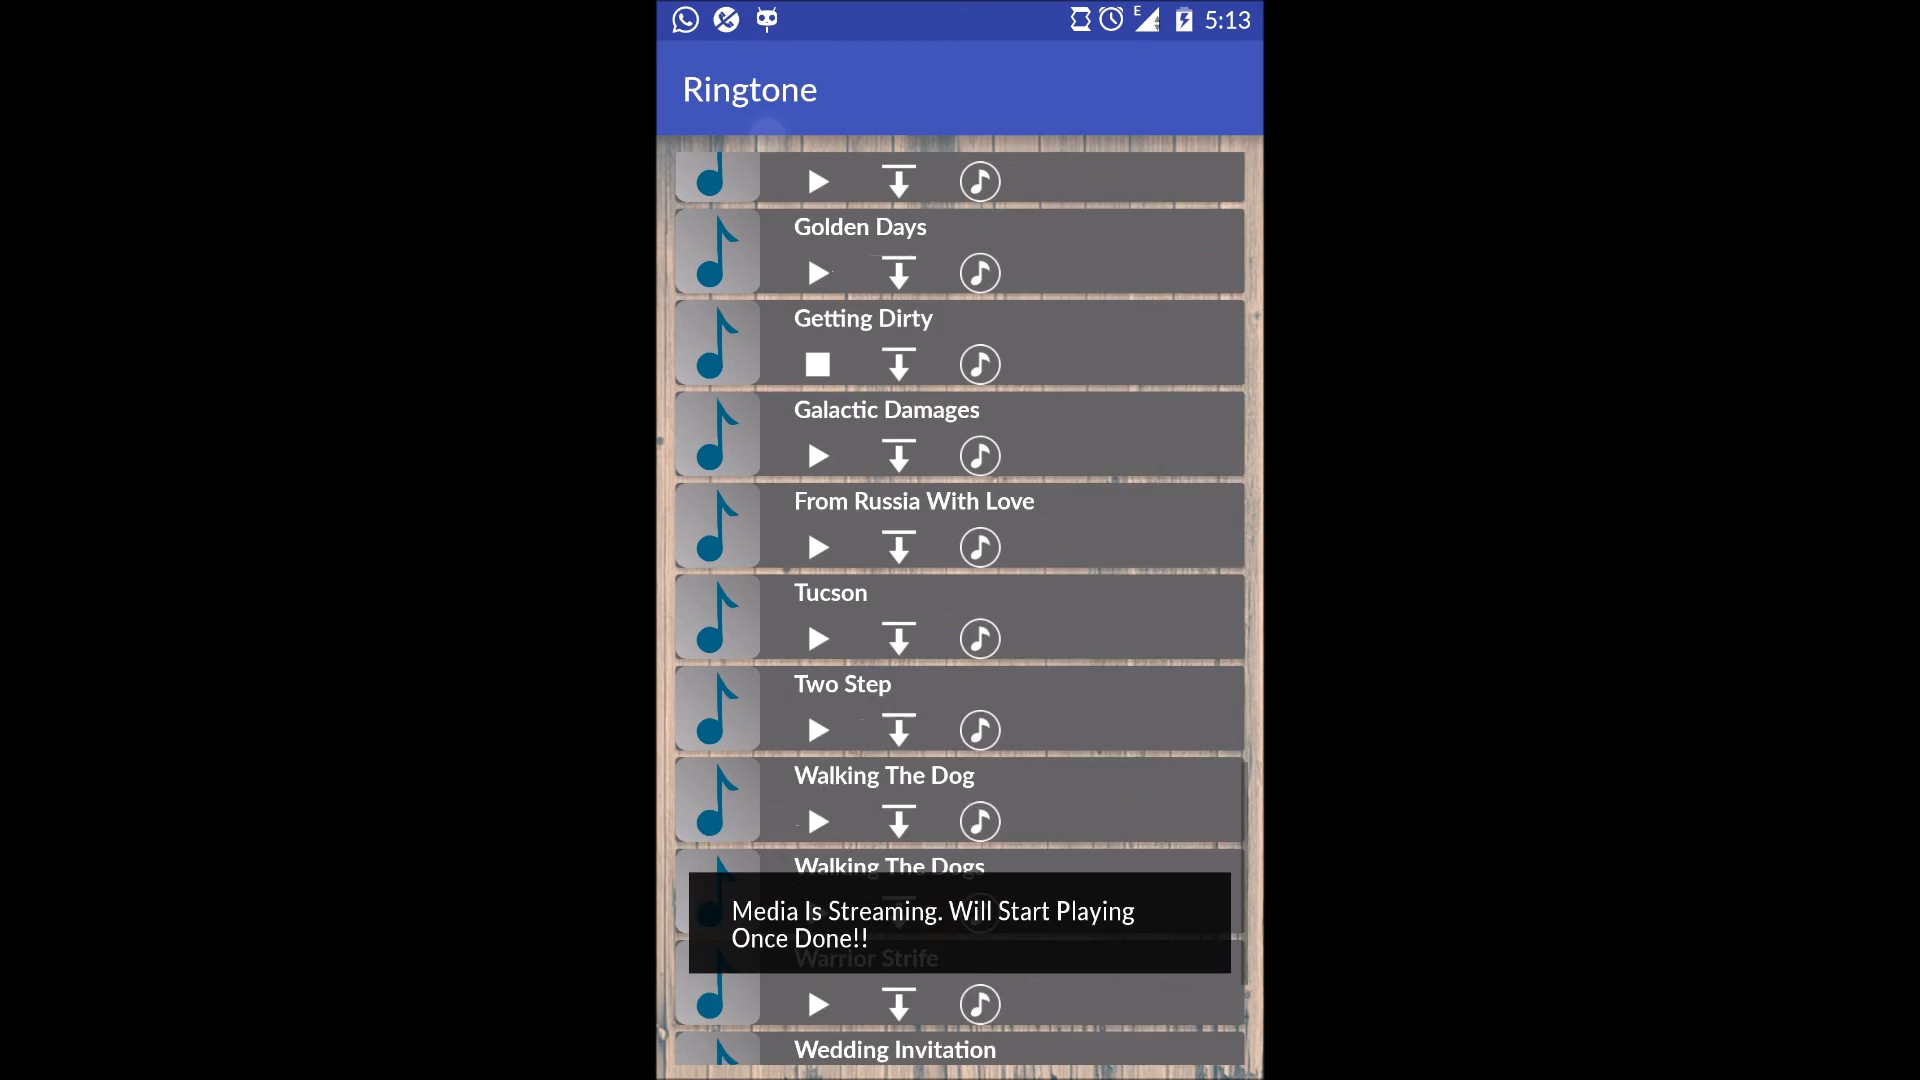 E
5:13
Ringtone
Golden Days
Getting Dirty
Galactic Damages
From Russia With Love
Tucson
Two Step
Walking The Dog
Walking The Dogs
Media Is Streaming. Will Start Playing
Once Done!!
Warrior Strife
Wedding Invitation